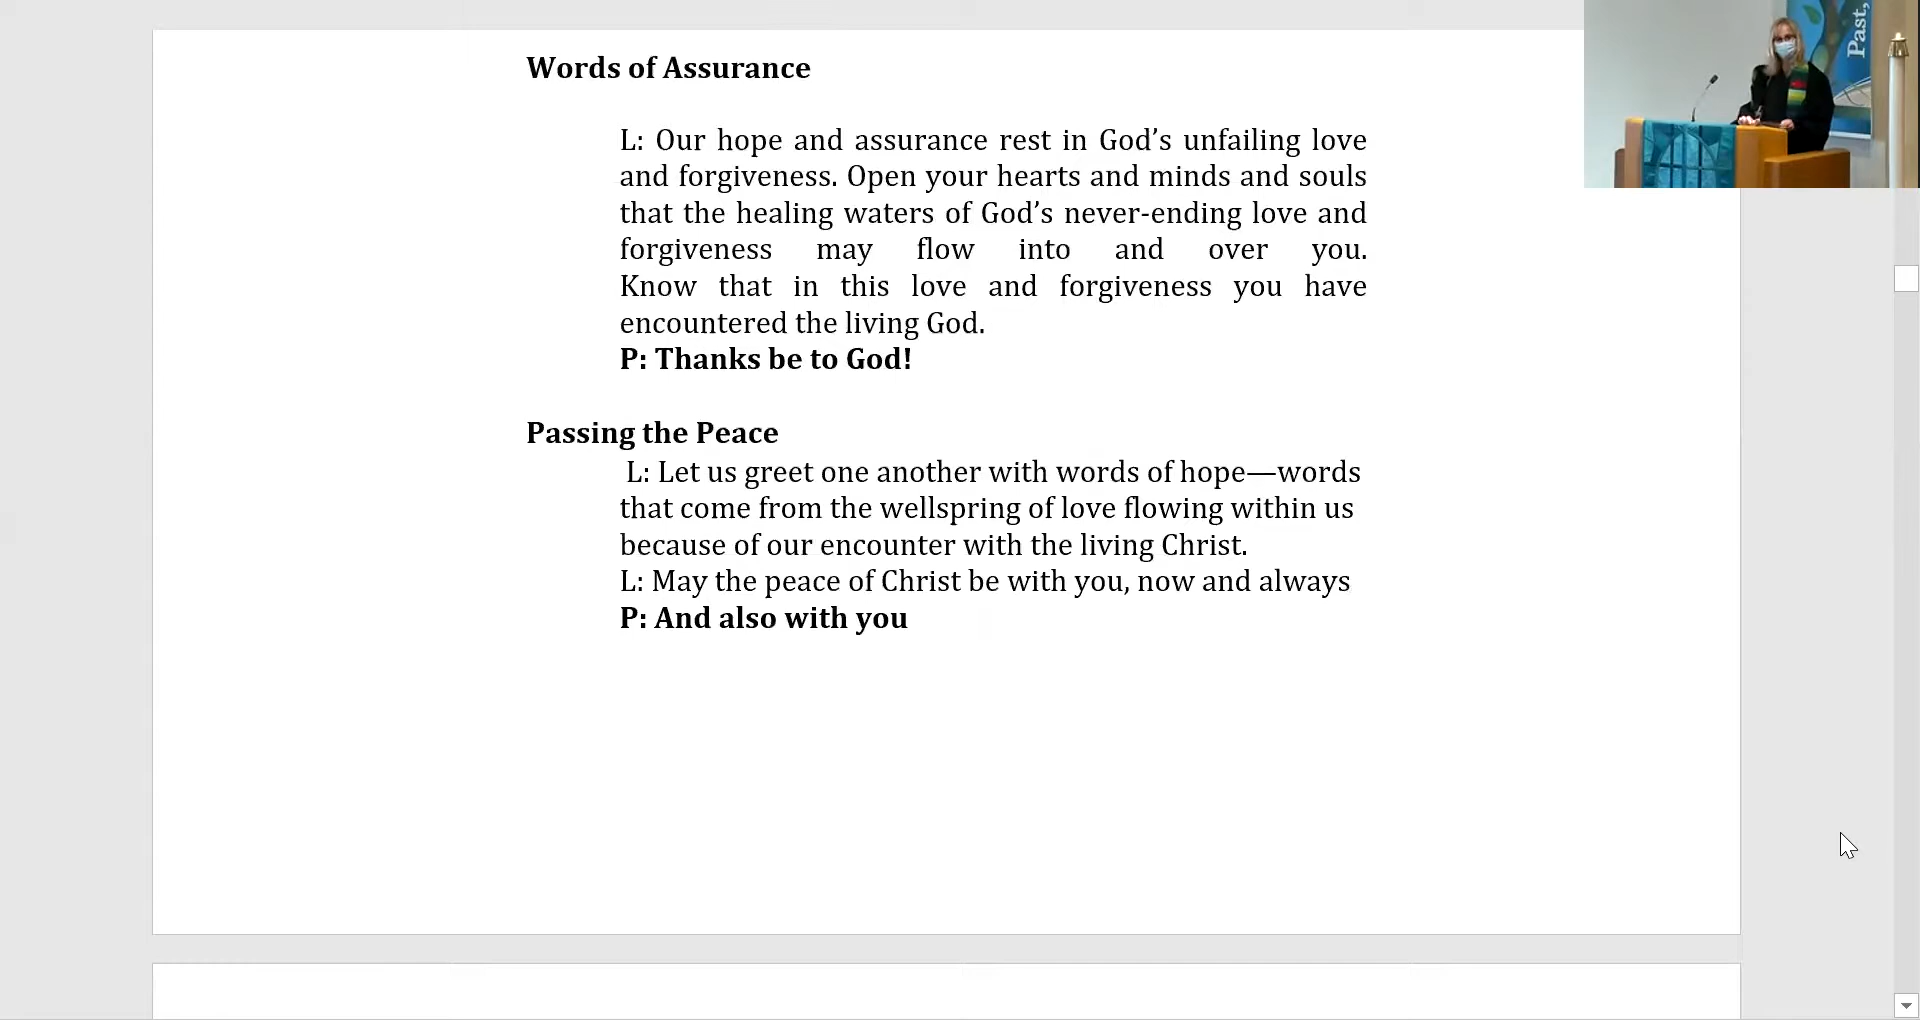 Words of Assurance
L: Our hope and assurance rest in God’s unfailing love
and forgiveness. Open your hearts and minds and souls
that the healing waters of God’s never-ending love and
forgiveness may flow into and over you.
Know that in this love and forgiveness you have
encountered the living God.
P: Thanks be to God!
Passing the Peace
L: Let us greet one another with words of hope—words
that come from the wellspring of love flowing within us
because of our encounter with the living Christ.
L: May the peace of Christ be with you, now and always
P: And also with you
Past,